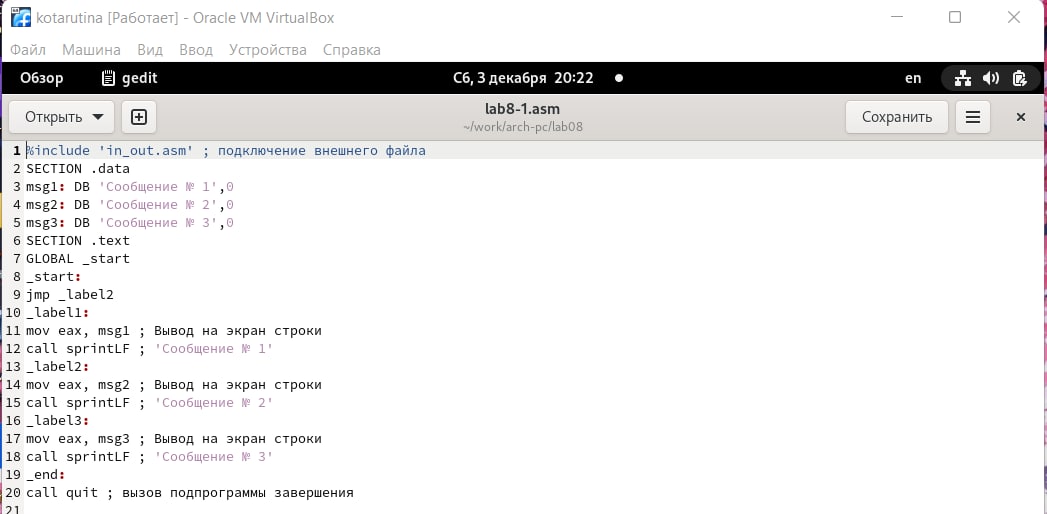 kotarutina [Работает] - Oracle VM VirtualBox
Файл Машина Вид Ввод Устройства Справка
Обзор gedit Сб, 3 декабря 20:22 en
Открыть lab8-1.asm Сохранить
~/work/arch-pc/lab08
1 %include 'in_out.asm' ; подключение внешнего файла
2 SECTION .data
3 msg1: DB 'Сообщение № 1',0
4 msg2: DB 'Сообщение № 2',0
5 msg3: DB 'Сообщение № 3',0
6 SECTION .text
7 GLOBAL _start
8 _start:
9 jmp _label2
10 _label1:
11 mov eax, msg1 ; Вывод на экран строки
12 call sprintLF ; 'Сообщение № 1'
13 _label2:
14 mov eax, msg2 ; Вывод на экран строки
15 call sprintLF ; 'Сообщение № 2'
16 _label3:
17 mov eax, msg3 ; Вывод на экран строки
18 call sprintLF ; 'Сообщение № 3'
19 _end:
20 call quit ; вызов подпрограммы завершения
21